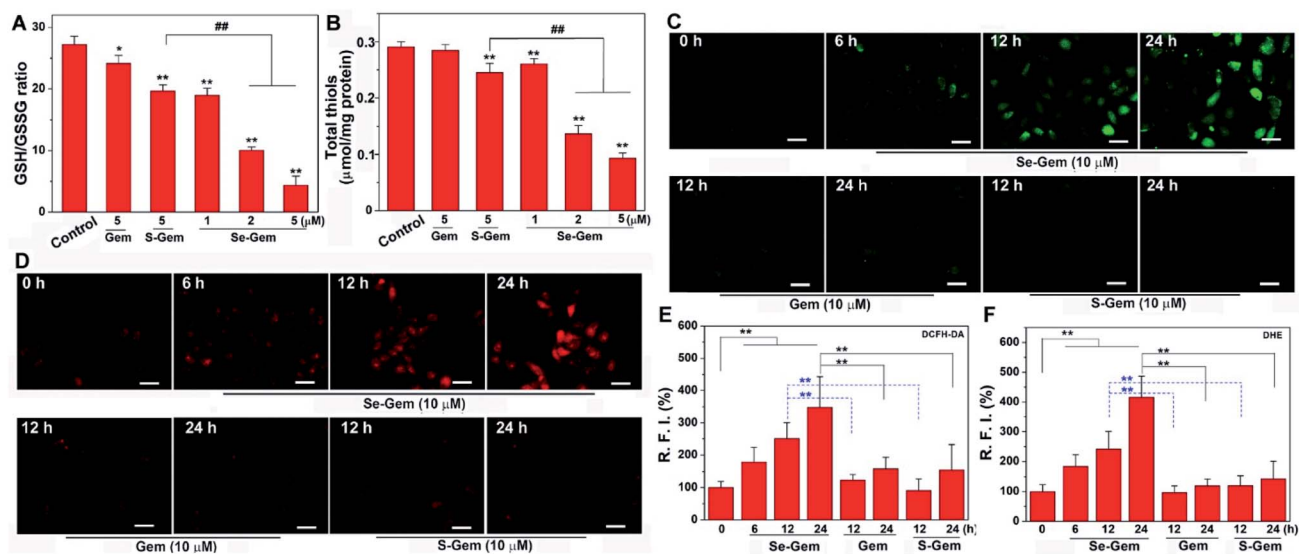 A
GSH/GSSG ratio
30
20
10
0
*
**
**
**
**
##
Control
5
5
1
2
5 (μM)
Gem
S-Gem
Se-Gem
B
Total thiols
(μmol/mg protein)
0.3
0.2
0.1
0.0
**
**
**
**
##
Control
5
5
1
2
5 (μM)
Gem
S-Gem
Se-Gem
C
0 h
6 h
12 h
24 h
Se-Gem (10 μM)
12 h
24 h
12 h
24 h
Gem (10 μM)
S-Gem (10 μM)
D
0 h
6 h
12 h
24 h
Se-Gem (10 μM)
12 h
24 h
12 h
24 h
Gem (10 μM)
S-Gem (10 μM)
E
DCFH-DA
R. F. I. (%)
600
500
400
300
200
100
0
**
**
**
**
**
0
6
12
24
12
24
12
24 (h)
Se-Gem
Gem
S-Gem
F
DHE
R. F. I. (%)
600
500
400
300
200
100
0
**
**
**
**
**
0
6
12
24
12
24
12
24 (h)
Se-Gem
Gem
S-Gem